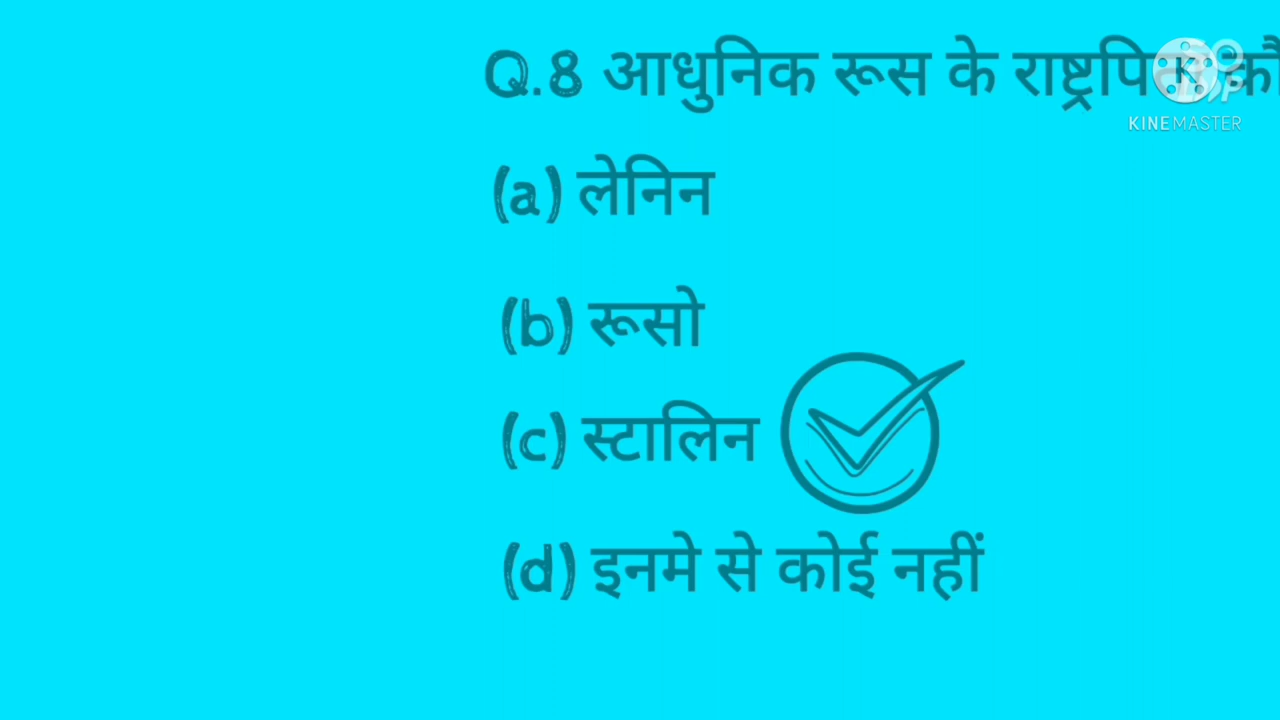 Q.8 आधुनिक रूस के
KINEMASTER
(a) लेनिन
(b) रूसो
(c) स्टालिन
(d) इनमे से कोई नहीं